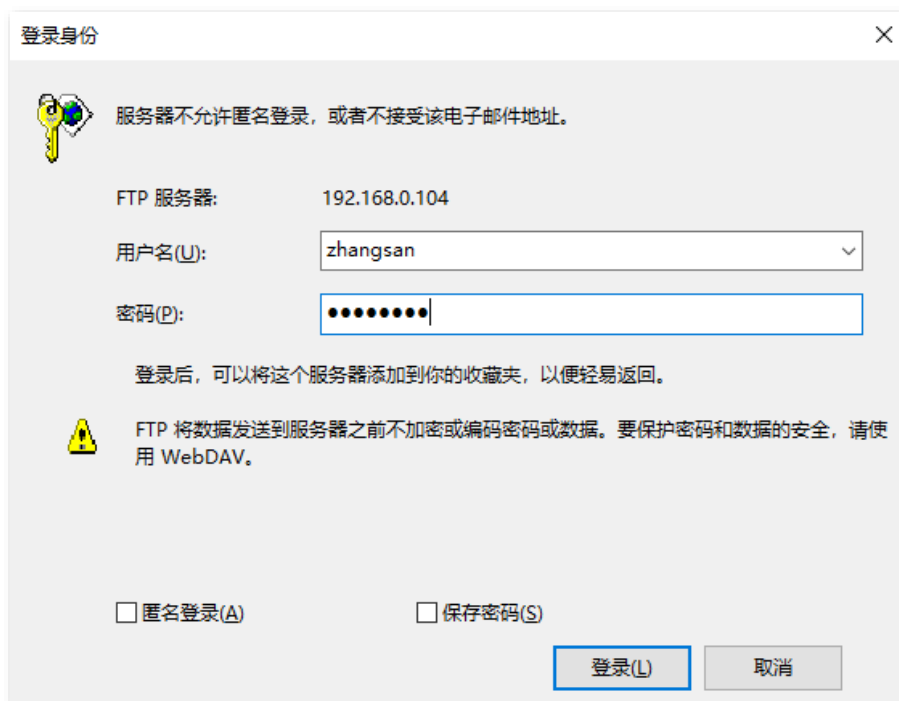 登录身份
服务器不允许匿名登录，或者不接受该电子邮件地址。
FTP 服务器: 192.168.0.104
用户名(U): zhangsan
密码(P): ●●●●●●●●
登录后，可以将这个服务器添加到你的收藏夹，以便轻易返回。
FTP 将数据发送到服务器之前不加密或编码密码或数据。要保护密码和数据的安全，请使
用 WebDAV。
匿名登录(A) 保存密码(S)
登录(L) 取消